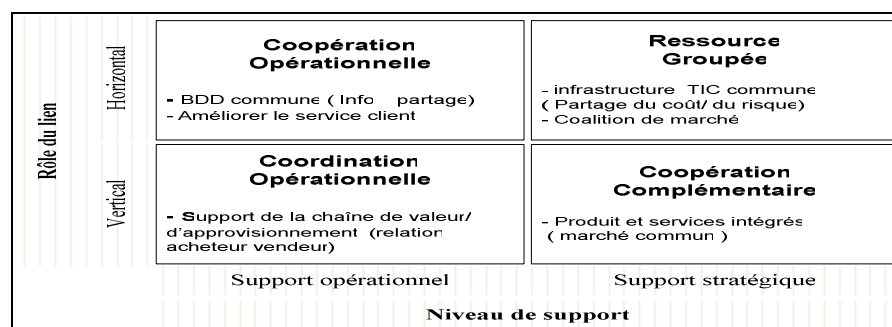 Rôle du lien
Horizontal
Coopération
Opérationnelle
- BDD commune ( Info partage)
- Améliorer le service client
Ressource
Groupée
- infrastructure TIC commune
( Partage du coût/ du risque)
- Coalition de marché
Vertical
Coordination
Opérationnelle
- Support de la chaîne de valeur/
d'approvisionnement (relation
acheteur vendeur)
Coopération
Complémentaire
- Produit et services intégrés
( marché commun )
Support opérationnel
Support stratégique
Niveau de support